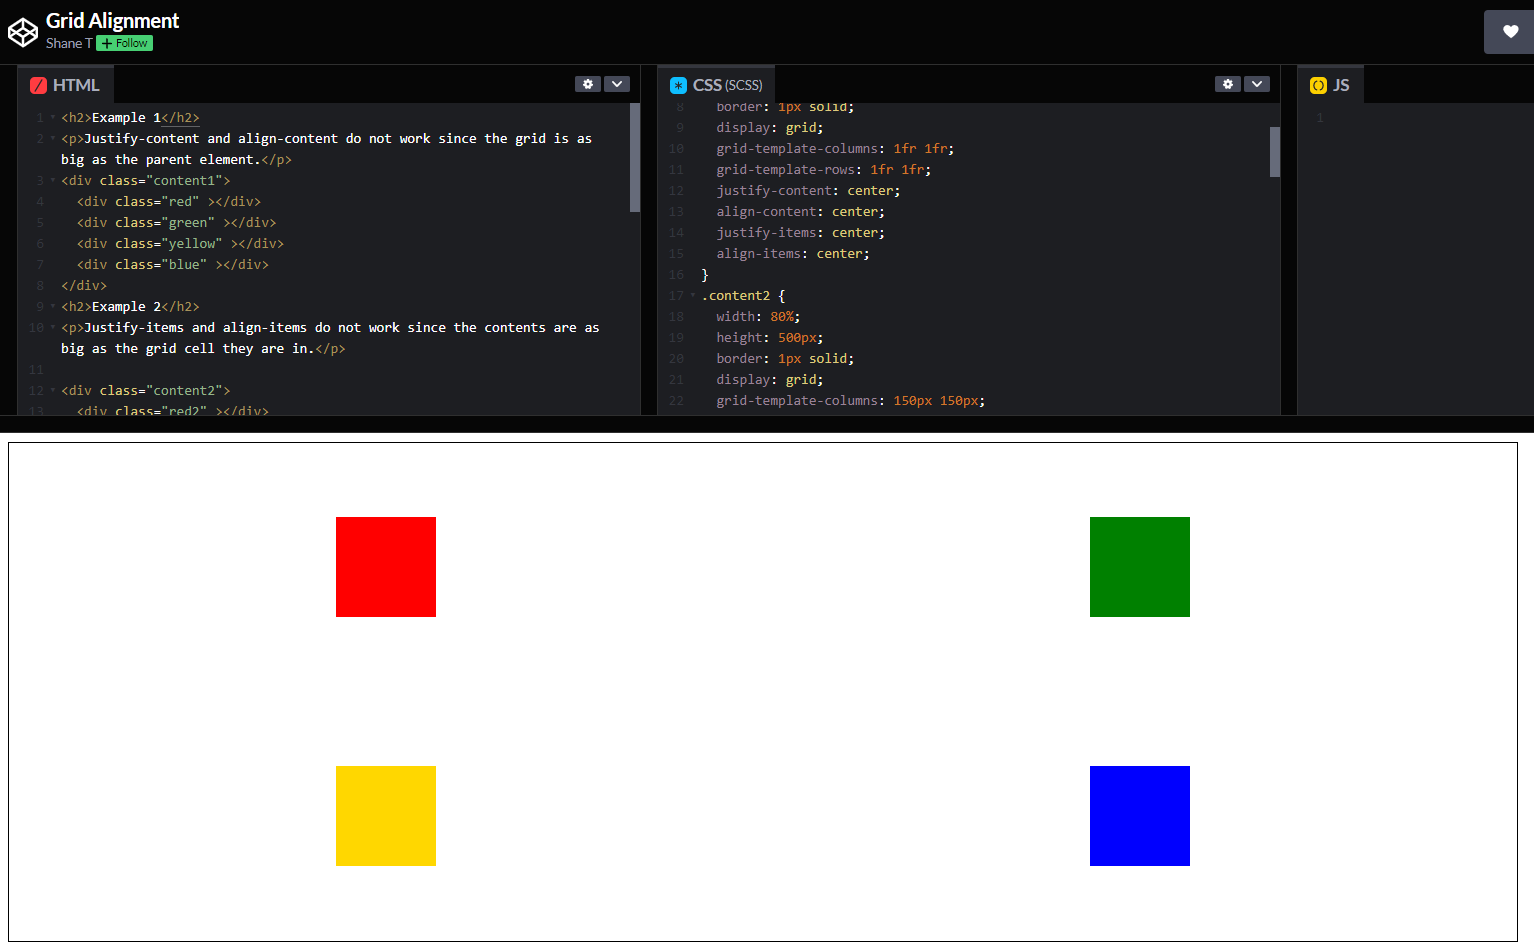 Grid Alignment
Shane T + Follow
HTML
1 <h2>Example 1</h2>
2 <p>Justify-content and align-content do not work since the grid is as
big as the parent element.</p>
3 <div class="content1">
4 <div class="red" ></div>
5 <div class="green" ></div>
6 <div class="yellow" ></div>
7 <div class="blue" ></div>
8 </div>
9 <h2>Example 2</h2>
10 <p>Justify-items and align-items do not work since the contents are as
big as the grid cell they are in.</p>
11
12 <div class="content2">
13 <div class="red2" ></div>
CSS (SCSS)
8 border: 1px solid;
9 display: grid;
10 grid-template-columns: 1fr 1fr;
11 grid-template-rows: 1fr 1fr;
12 justify-content: center;
13 align-content: center;
14 justify-items: center;
15 align-items: center;
16 }
17 .content2 {
18 width: 80%;
19 height: 500px;
20 border: 1px solid;
21 display: grid;
22 grid-template-columns: 150px 150px;
JS
1